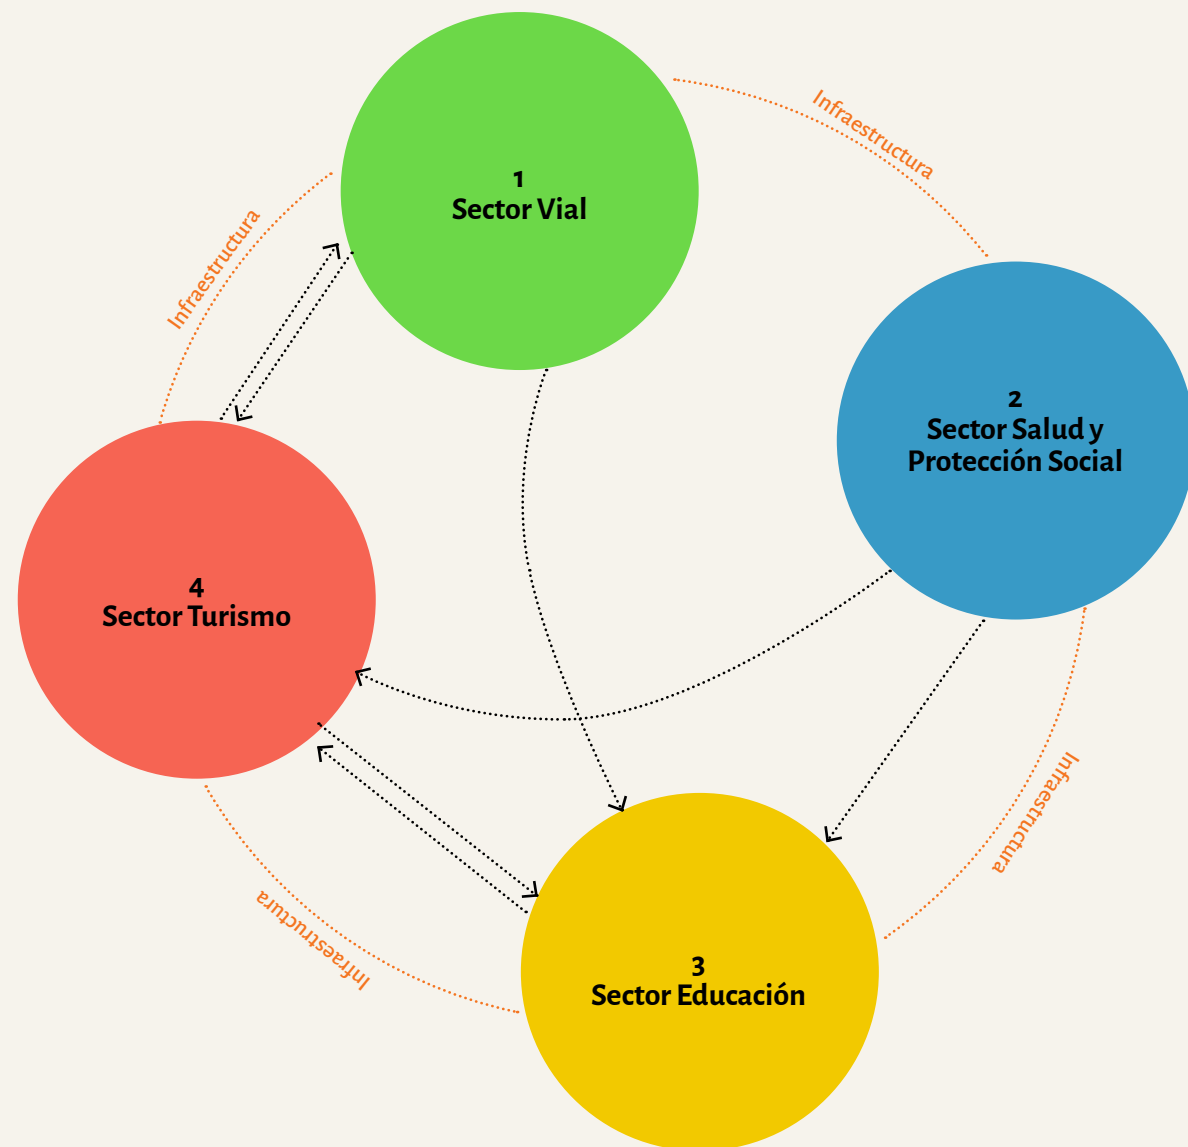 Infraestructura
1
Sector Vial
Infraestructura
2
Sector Salud y
Protección Social
4
Sector Turismo
Infraestructura
Infraestructura
3
Sector Educación